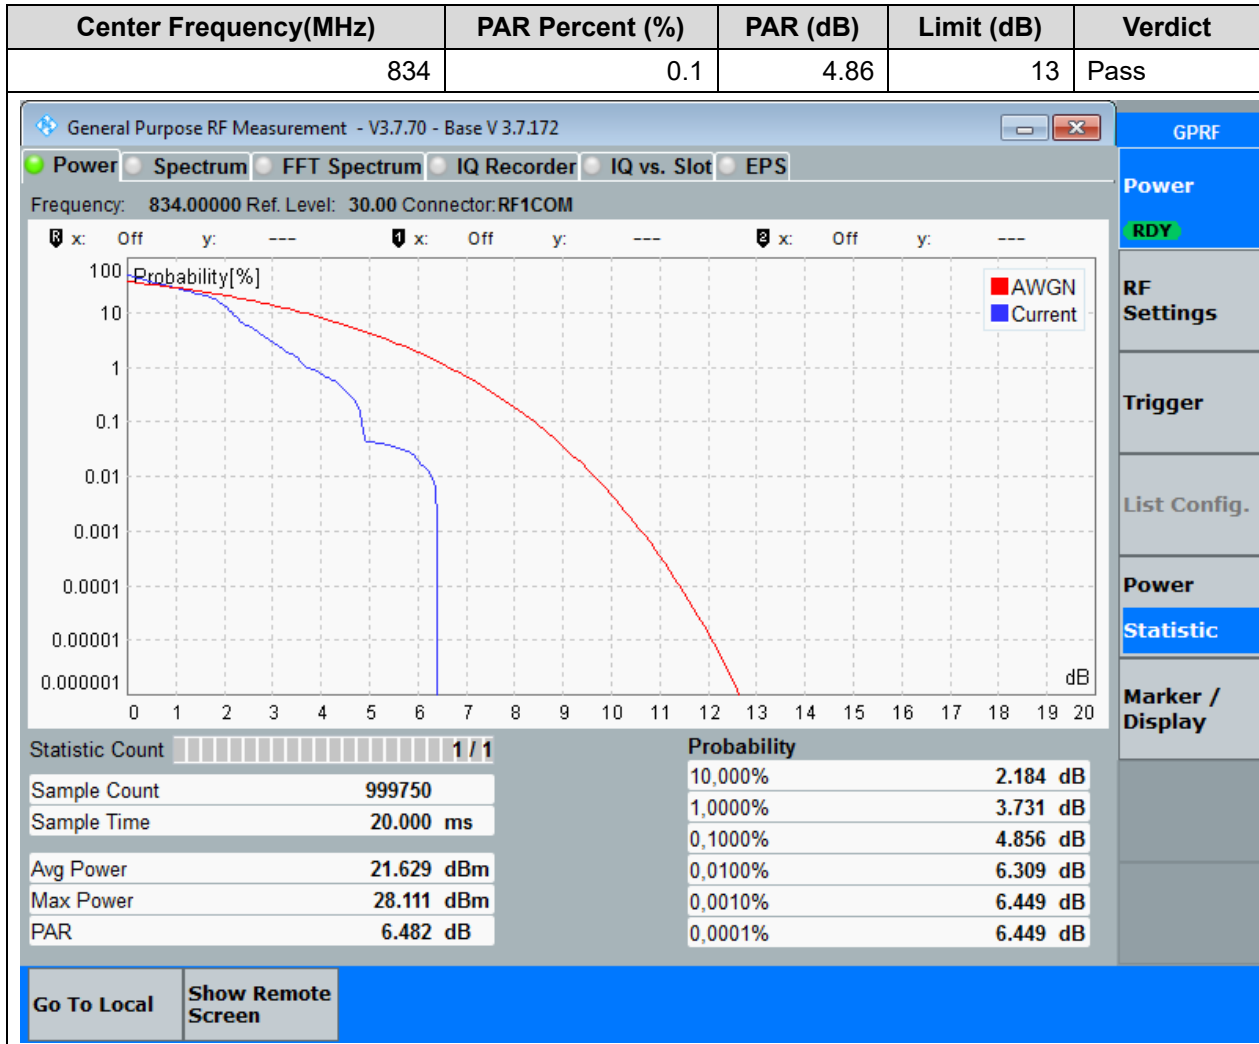 Center Frequency(MHz) PAR Percent (%) PAR (dB) Limit (dB) Verdict
834 0.1 4.86 13 Pass
General Purpose RF Measurement - V3.7.70 - Base V 3.7.172
GPRF
Power Spectrum FFT Spectrum IQ Recorder IQ vs. Slot EPS
Frequency: 834.00000 Ref. Level: 30.00 Connector: RF1COM
R x: Off y: --- 1 x: Off y: --- 2 x: Off y: ---
Probability[%]
AWGN
Current
100
10
1
0.1
0.01
0.001
0.0001
0.00001
0.000001
dB
0 1 2 3 4 5 6 7 8 9 10 11 12 13 14 15 16 17 18 19 20
Statistic Count 1 / 1
Sample Count 999750
Sample Time 20.000 ms
Avg Power 21.629 dBm
Max Power 28.111 dBm
PAR 6.482 dB
Probability
10,000% 2.184 dB
1,0000% 3.731 dB
0,1000% 4.856 dB
0,0100% 6.309 dB
0,0010% 6.449 dB
0,0001% 6.449 dB
Power
RDY
RF
Settings
Trigger
List Config.
Power
Statistic
Marker /
Display
Go To Local
Show Remote
Screen